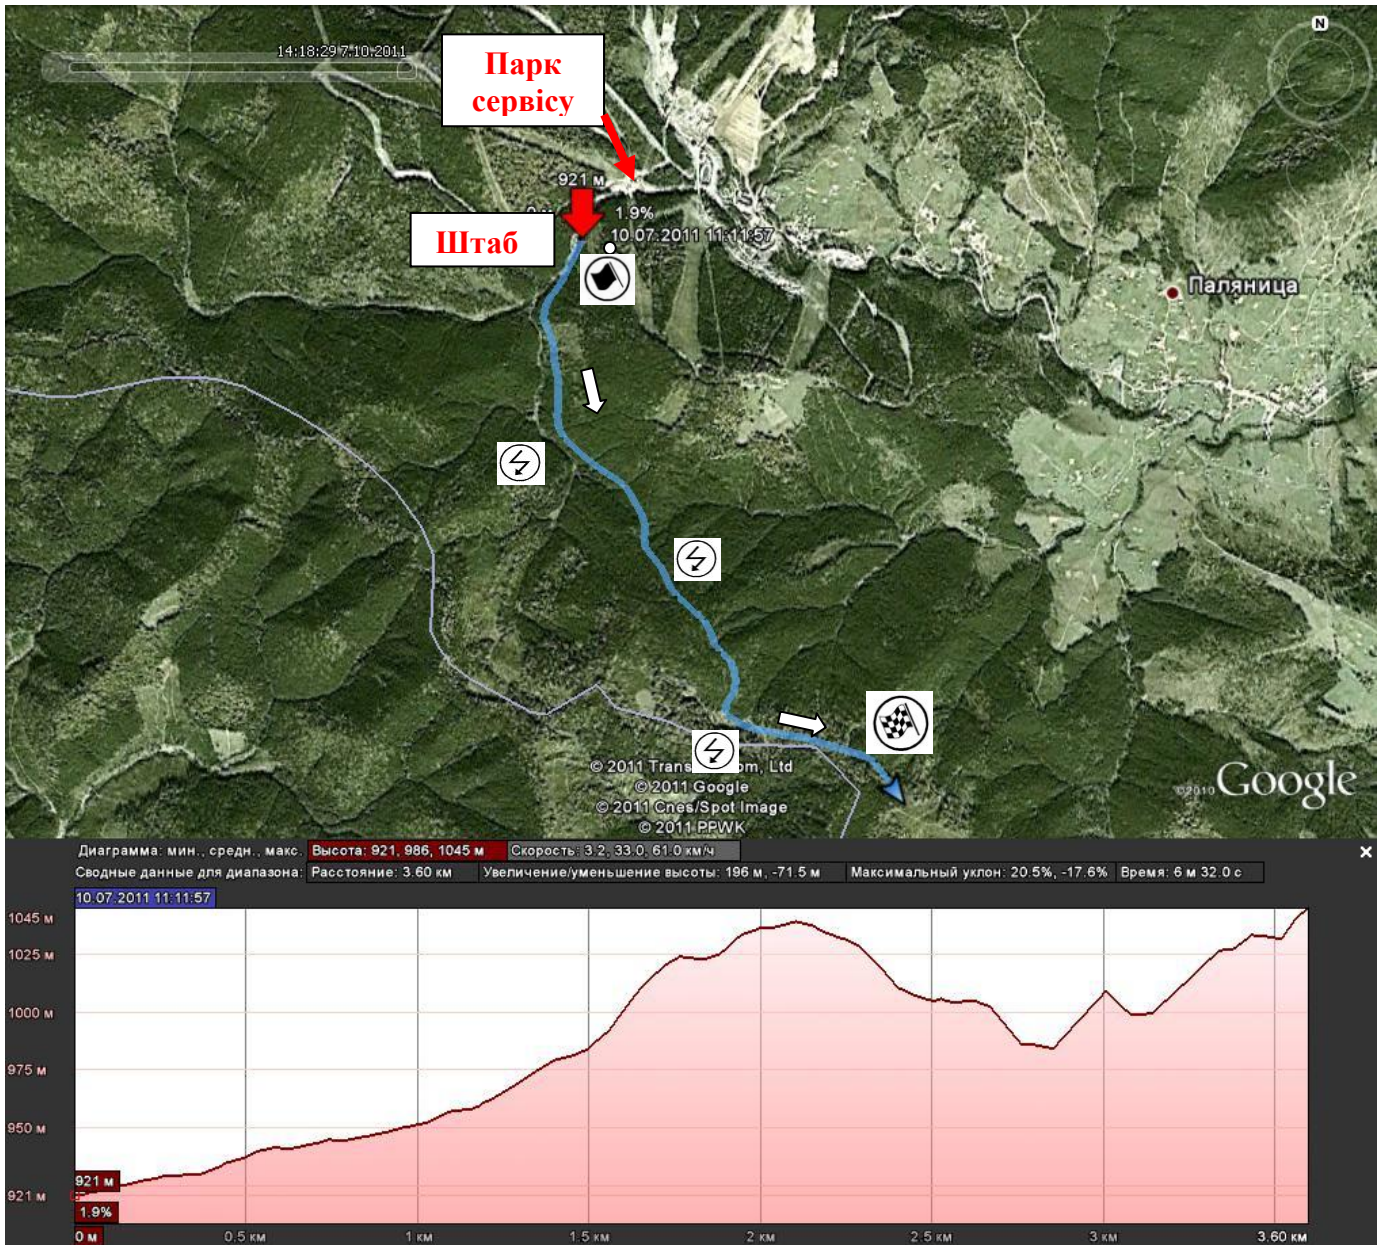 N
14:18:29 7.10.2011
Парк
сервісу
921 м
1.9%
Штаб
10.07.2011 11:11:57
Паляница
© 2011 Trans om, Ltd
© 2011 Google
© 2011 Cnes/Spot Image
© 2011 PPWK
©2010 Google
Диаграмма: мин., средн., макс. Высота: 921, 986, 1045 м Скорость: 3.2, 33.0, 61.0 км/ч
Сводные данные для диапазона: Расстояние: 3.60 км Увеличение/уменьшение высоты: 196 м, -71.5 м Максимальный уклон: 20.5%, -17.6% Время: 6 м 32.0 с
10.07.2011 11:11:57
1045 м
1025 м
1000 м
975 м
950 м
921 м
921 м
1.9%
0 м 0.5 км 1 км 1.5 км 2 км 2.5 км 3 км 3.60 км